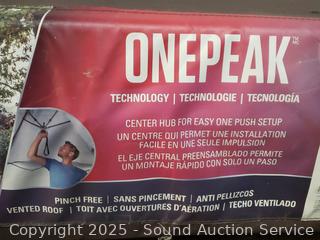 ONEPEAK™ MC
TECHNOLOGY | TECHNOLOGIE | TECNOLOGÍA
CENTER HUB FOR EASY ONE PUSH SETUP
UN CENTRE QUI PERMET UNE INSTALLATION
FACILE EN UNE SEULE IMPULSION
EL EJE CENTRAL PREENSAMBLADO PERMITE
UN MONTAJE RÁPIDO CON SOLO UN PASO
PINCH FREE | SANS PINCEMENT | ANTI PELLIZCOS
VENTED ROOF | TOIT AVEC OUVERTURES D'AÉRATION | TECHO VENTILADO
Copyright 2025 - Sound Auction Service